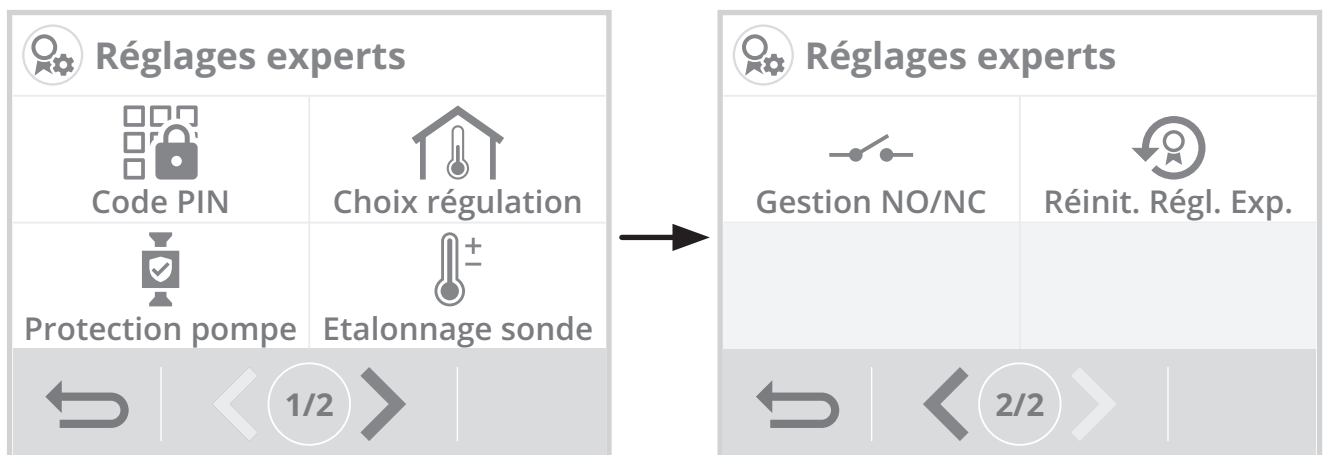 Réglages experts
Code PIN
Choix régulation
Protection pompe
Etalonnage sonde
1/2
Réglages experts
Gestion NO/NC
Réinit. Régl. Exp.
2/2